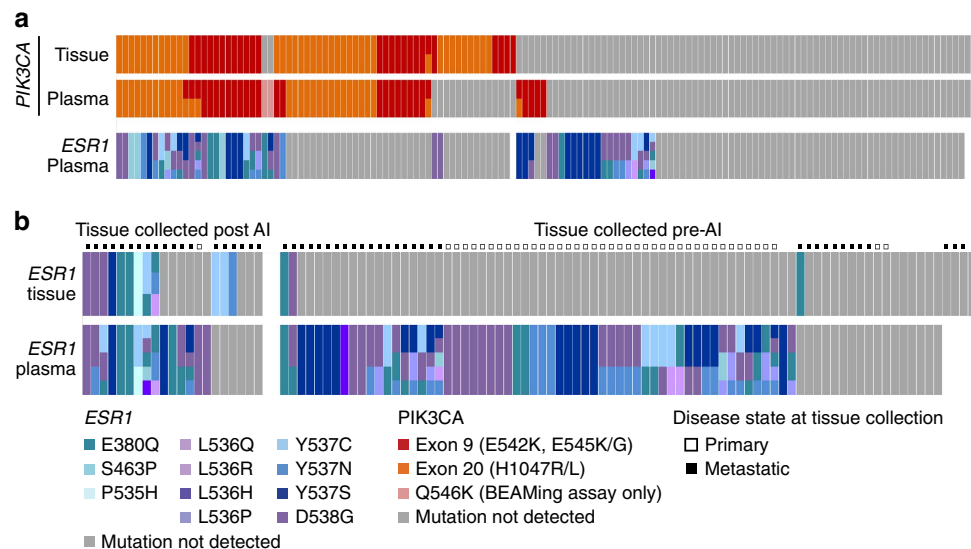 a
PIK3CA
Tissue
Plasma
ESR1
Plasma
b
Tissue collected post AI
Tissue collected pre-AI
ESR1
tissue
ESR1
plasma
ESR1
E380Q
S463P
P535H
L536Q
L536R
L536H
L536P
Y537C
Y537N
Y537S
D538G
Mutation not detected
PIK3CA
Exon 9 (E542K, E545K/G)
Exon 20 (H1047R/L)
Q546K (BEAMing assay only)
Mutation not detected
Disease state at tissue collection
Primary
Metastatic